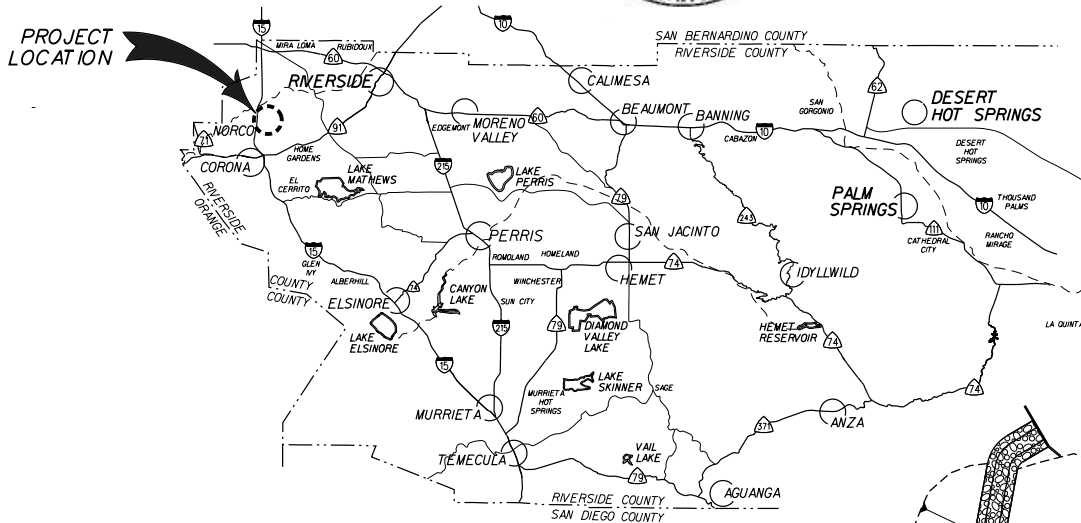 PROJECT
LOCATION
15
10
SAN BERNARDINO COUNTY
RIVERSIDE COUNTY
MIRA LOMA
RUBIDOUX
60
RIVERSIDE
CALIMESA
62
NORCO
91
EDGEMONT
MORENO
VALLEY
60
BEAUMONT
BANNING
SAN
GORGONIO
DESERT
HOT SPRINGS
71
HOME
GARDENS
CABAZON
10
DESERT
HOT
SPRINGS
CORONA
215
EL
CERRITO
LAKE
MATHEWS
LAKE
PERRIS
79
PALM
SPRINGS
10
THOUSAND
PALMS
RIVERSIDE
ORANGE
243
111
CATHEDRAL
CITY
RANCHO
MIRAGE
PERRIS
SAN JACINTO
15
GLEN
IVY
ROMOLAND
HOMELAND
74
IDYLLWILD
COUNTY
COUNTY
ALBERHILL
74
CANYON
LAKE
WINCHESTER
HEMET
ELSINORE
SUN CITY
LAKE
ELSINORE
215
79
DIAMOND
VALLEY
LAKE
HEMET
RESERVOIR
74
LA QUINTA
15
LAKE
SKINNER
SAGE
74
MURRIETA
HOT
SPRINGS
MURRIETA
371
ANZA
TEMECULA
VAIL
LAKE
79
AGUANGA
RIVERSIDE COUNTY
SAN DIEGO COUNTY